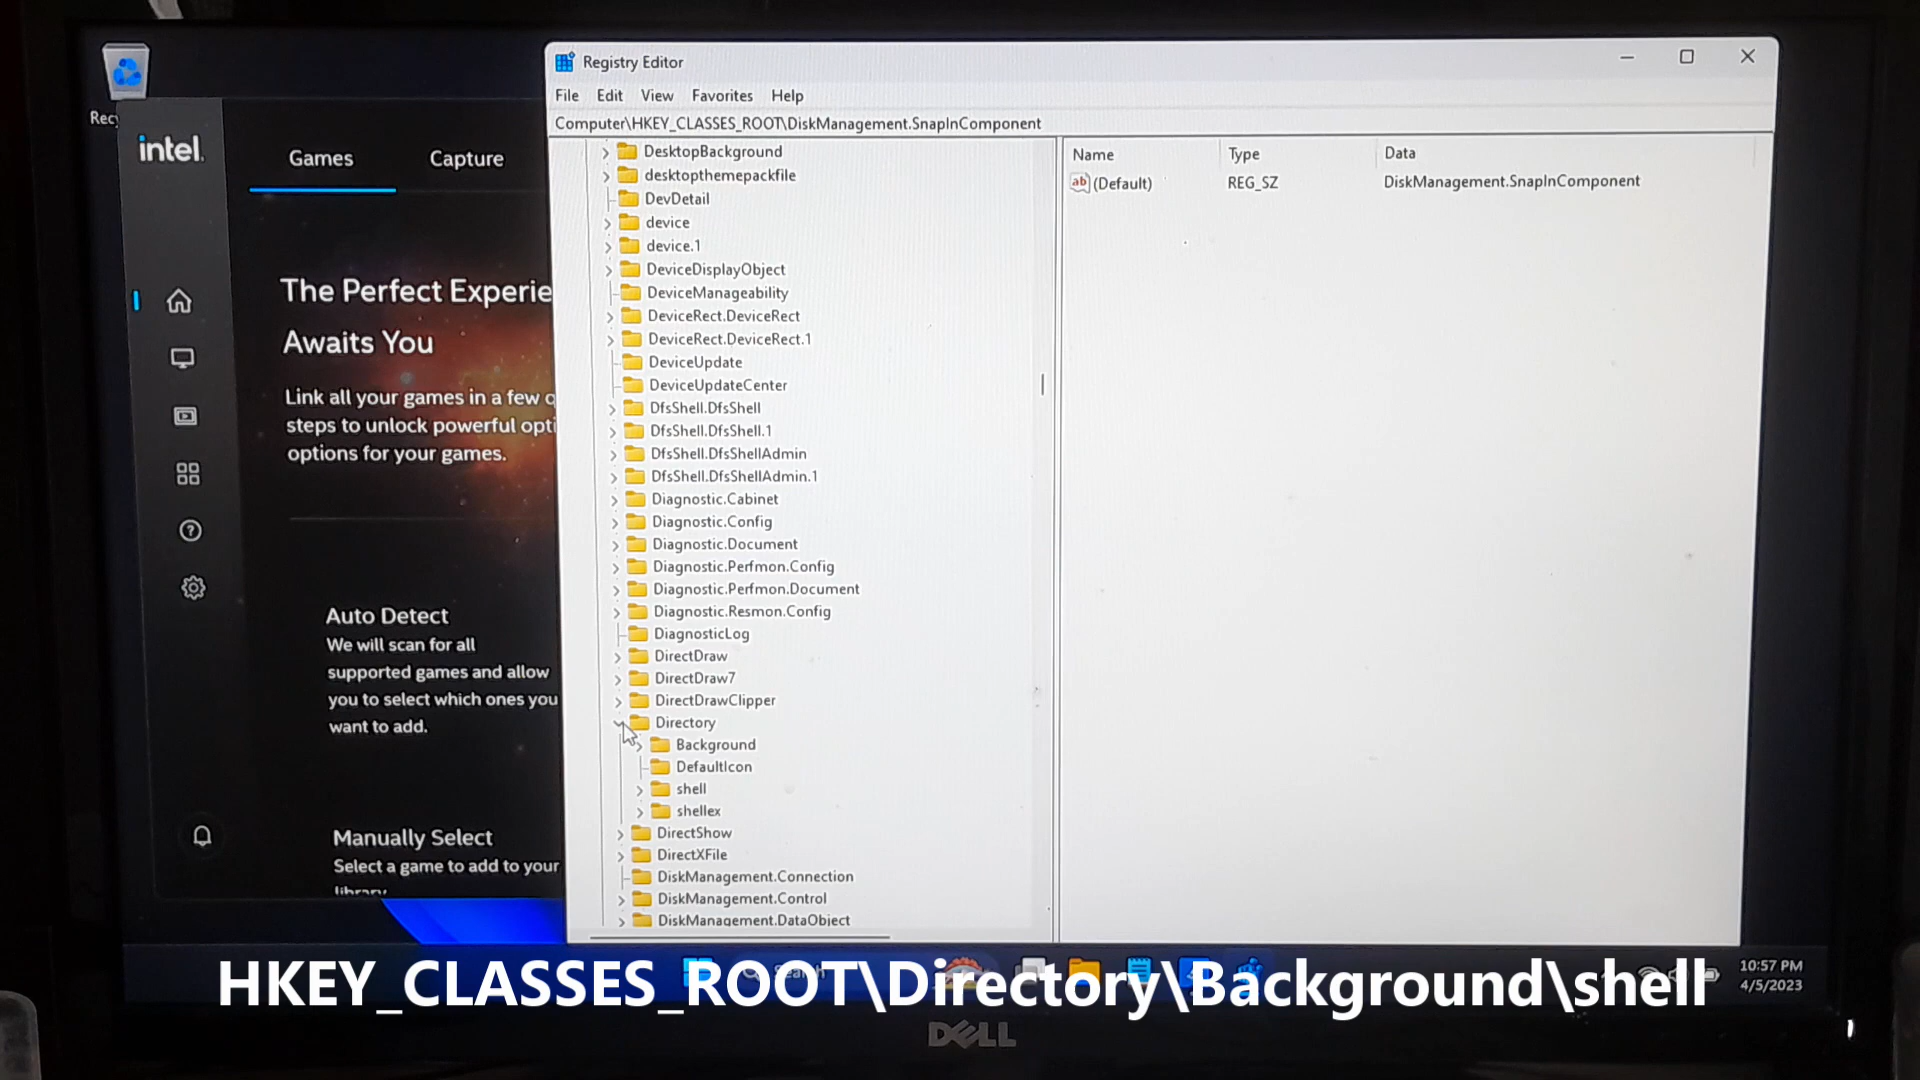 Recy
intel.
Games
Capture
The Perfect Experie
Awaits You
Link all your games in a few q
steps to unlock powerful opti
options for your games.
Auto Detect
We will scan for all
supported games and allow
you to select which ones you
want to add.
Manually Select
Select a game to add to your
library.
Registry Editor
File Edit View Favorites Help
Computer\HKEY_CLASSES_ROOT\DiskManagement.SnapInComponent
DesktopBackground
desktopthemepackfile
DevDetail
device
device.1
DeviceDisplayObject
DeviceManageability
DeviceRect.DeviceRect
DeviceRect.DeviceRect.1
DeviceUpdate
DeviceUpdateCenter
DfsShell.DfsShell
DfsShell.DfsShell.1
DfsShell.DfsShellAdmin
DfsShell.DfsShellAdmin.1
Diagnostic.Cabinet
Diagnostic.Config
Diagnostic.Document
Diagnostic.Perfmon.Config
Diagnostic.Perfmon.Document
Diagnostic.Resmon.Config
DiagnosticLog
DirectDraw
DirectDraw7
DirectDrawClipper
Directory
Background
DefaultIcon
shell
shellex
DirectShow
DirectXFile
DiskManagement.Connection
DiskManagement.Control
DiskManagement.DataObject
Name Type Data
ab (Default) REG_SZ DiskManagement.SnapInComponent
10:57 PM
4/5/2023
HKEY_CLASSES_ROOT\Directory\Background\shell
DELL